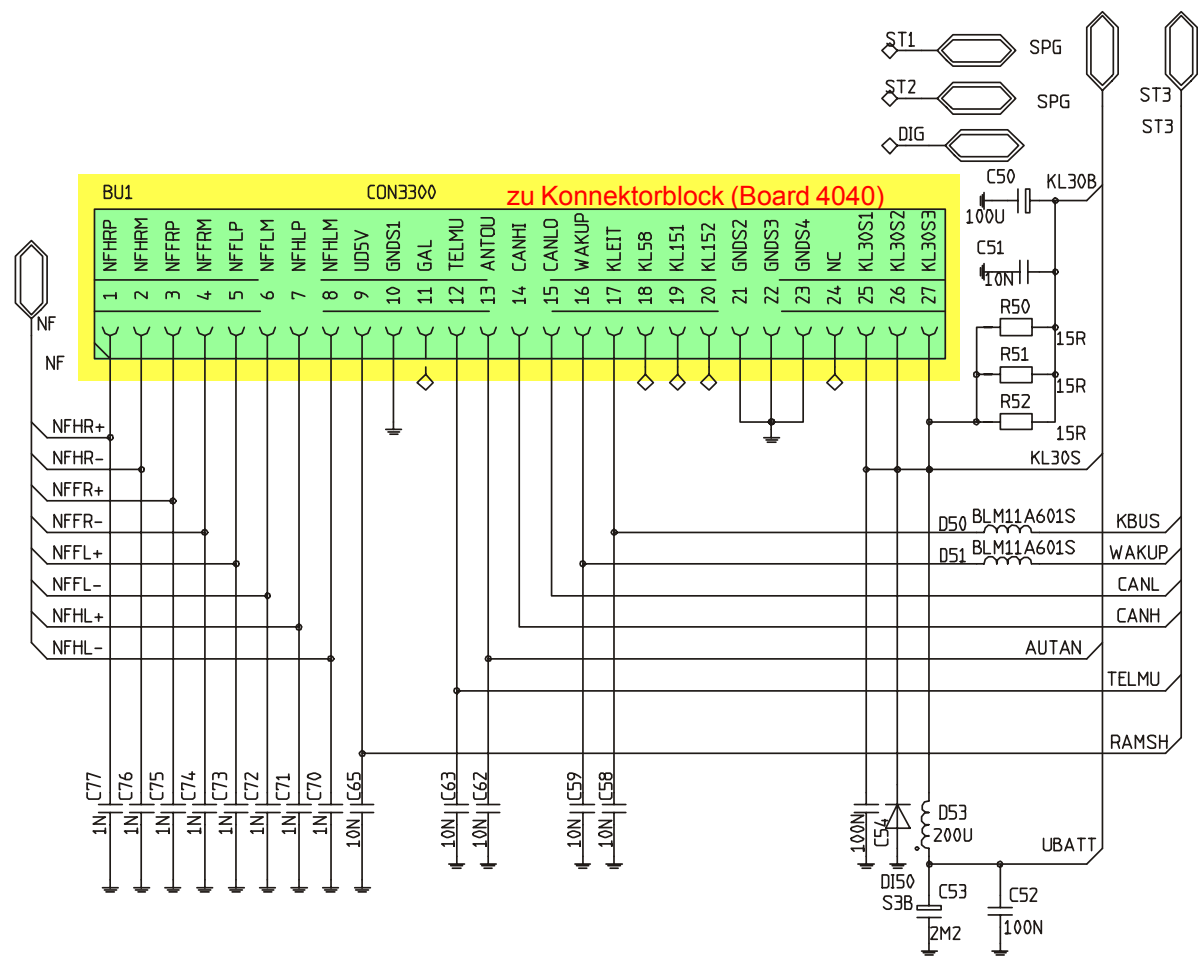 ST1
SPG
ST2
SPG
ST3
ST3
DIG
BU1
CON3300
zu Konnektorblock (Board 4040)
C50
KL30B
100U
C51
10N
NFHRP
NFHRM
NFFRP
NFFRM
NFFLP
NFFLM
NFHLP
NFHLM
UD5V
GNDS1
GAL
TELMU
ANTOU
CANHI
CANLO
WAKUP
KLEIT
KL58
KL151
KL152
GNDS2
GNDS3
GNDS4
NC
KL30S1
KL30S2
KL30S3
1
2
3
4
5
6
7
8
9
10
11
12
13
14
15
16
17
18
19
20
21
22
23
24
25
26
27
R50
15R
R51
15R
R52
15R
NF
NF
NFHR+
NFHR-
NFFR+
NFFR-
NFFL+
NFFL-
NFHL+
NFHL-
KL30S
D50
BLM11A601S
KBUS
D51
BLM11A601S
WAKUP
CANL
CANH
AUTAN
TELMU
RAMSH
C77
1N
C76
1N
C75
1N
C74
1N
C73
1N
C72
1N
C71
1N
C70
1N
C65
10N
C63
10N
C62
10N
C59
10N
C58
10N
100N
C54
D53
200U
UBATT
DI50
S3B
C53
2M2
C52
100N